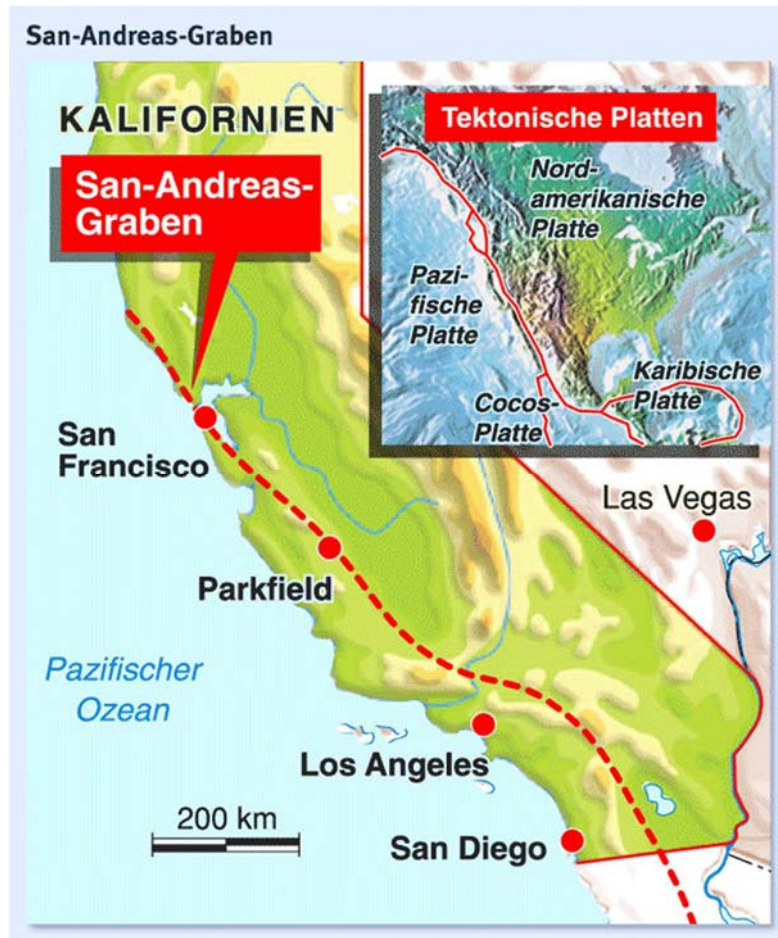 San-Andreas-Graben
KALIFORNIEN
San-Andreas-
Graben
Tektonische Platten
Nord-
amerikanische
Platte
Pazi-
fische
Platte
Karibische
Platte
Cocos-
Platte
San
Francisco
Las Vegas
Parkfield
Pazifischer
Ozean
Los Angeles
200 km
San Diego